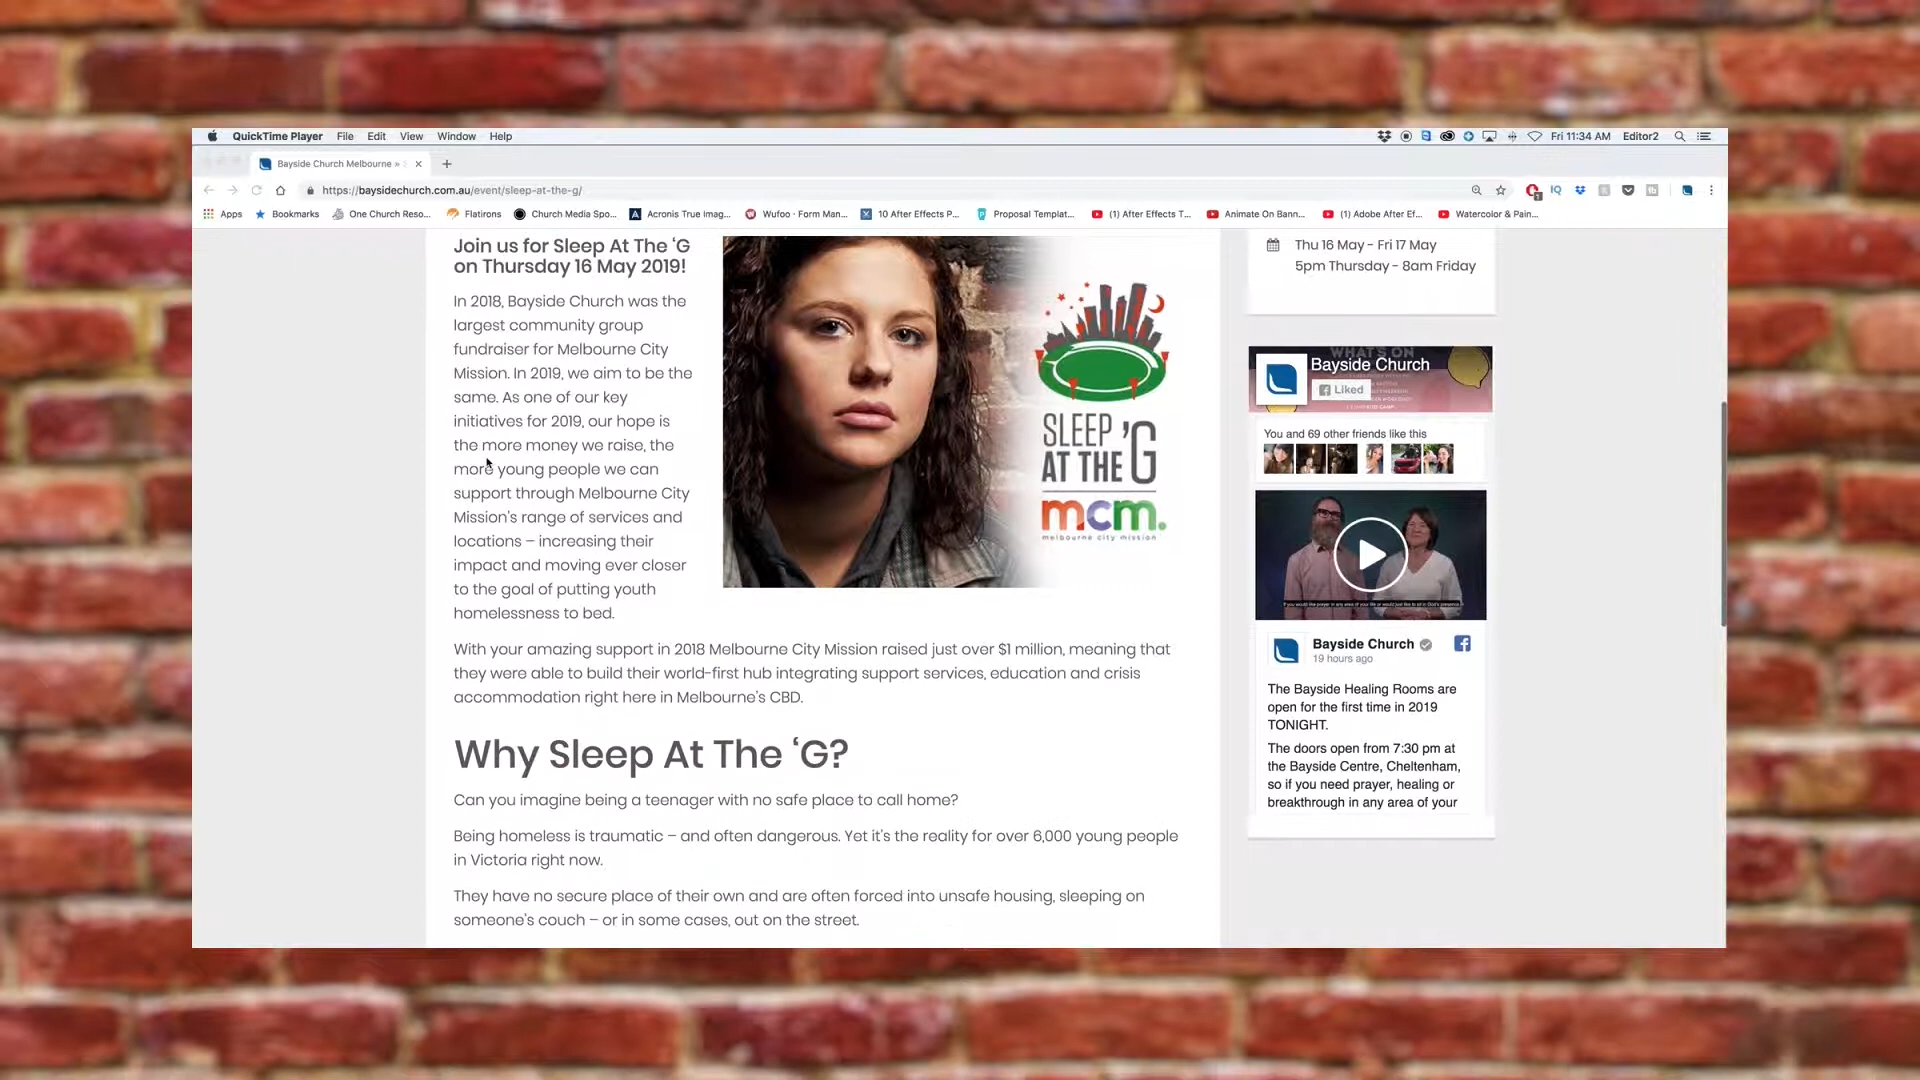 QuickTime Player File Edit View Window Help Fri 11:34 AM Editor2
Bayside Church Melbourne »
https://baysidechurch.com.au/event/sleep-at-the-g/
Apps Bookmarks One Church Reso... Flatirons Church Media Spo... Acronis True Imag... Wufoo · Form Man... 10 After Effects P... Proposal Templat... (1) After Effects T... Animate On Bann... (1) Adobe After Ef... Watercolor & Pain...
Join us for Sleep At The ‘G
on Thursday 16 May 2019!
In 2018, Bayside Church was the
largest community group
fundraiser for Melbourne City
Mission. In 2019, we aim to be the
same. As one of our key
initiatives for 2019, our hope is
the more money we raise, the
more young people we can
support through Melbourne City
Mission’s range of services and
locations – increasing their
impact and moving ever closer
to the goal of putting youth
homelessness to bed.
SLEEP
AT THE 'G
mcm.
melbourne city mission
With your amazing support in 2018 Melbourne City Mission raised just over $1 million, meaning that
they were able to build their world-first hub integrating support services, education and crisis
accommodation right here in Melbourne’s CBD.
Why Sleep At The ‘G?
Can you imagine being a teenager with no safe place to call home?
Being homeless is traumatic – and often dangerous. Yet it’s the reality for over 6,000 young people
in Victoria right now.
They have no secure place of their own and are often forced into unsafe housing, sleeping on
someone’s couch – or in some cases, out on the street.
Thu 16 May - Fri 17 May
5pm Thursday - 8am Friday
WHAT'S ON
Bayside Church
Liked
You and 69 other friends like this
Bayside Church
19 hours ago
The Bayside Healing Rooms are
open for the first time in 2019
TONIGHT.
The doors open from 7:30 pm at
the Bayside Centre, Cheltenham,
so if you need prayer, healing or
breakthrough in any area of your